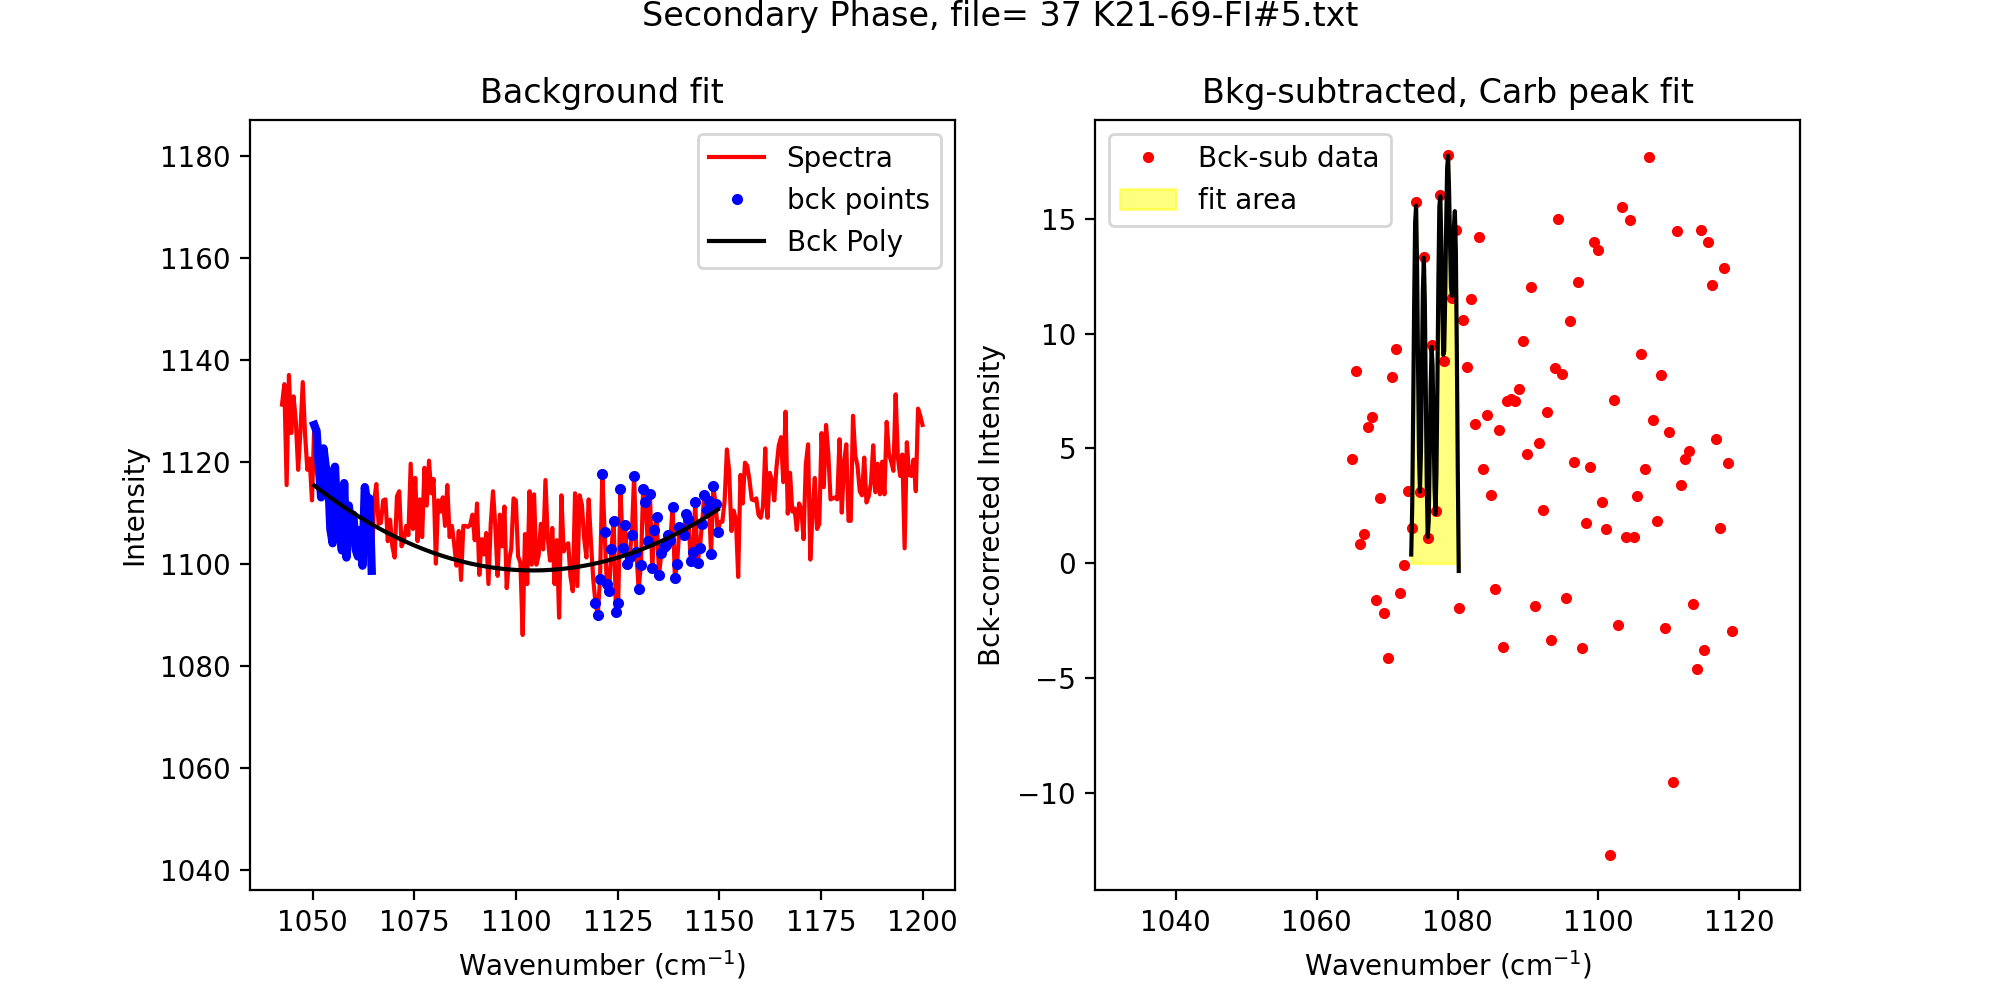 Secondary Phase, file= 37 K21-69-FI#5.txt
Background fit
Spectra
bck points
Bck Poly
Intensity
1180
1160
1140
1120
1100
1080
1060
1040
1050 1075 1100 1125 1150 1175 1200
Wavenumber (cm⁻¹)
Bkg-subtracted, Carb peak fit
Bck-sub data
fit area
Bck-corrected Intensity
15
10
5
0
−5
−10
1040 1060 1080 1100 1120
Wavenumber (cm⁻¹)